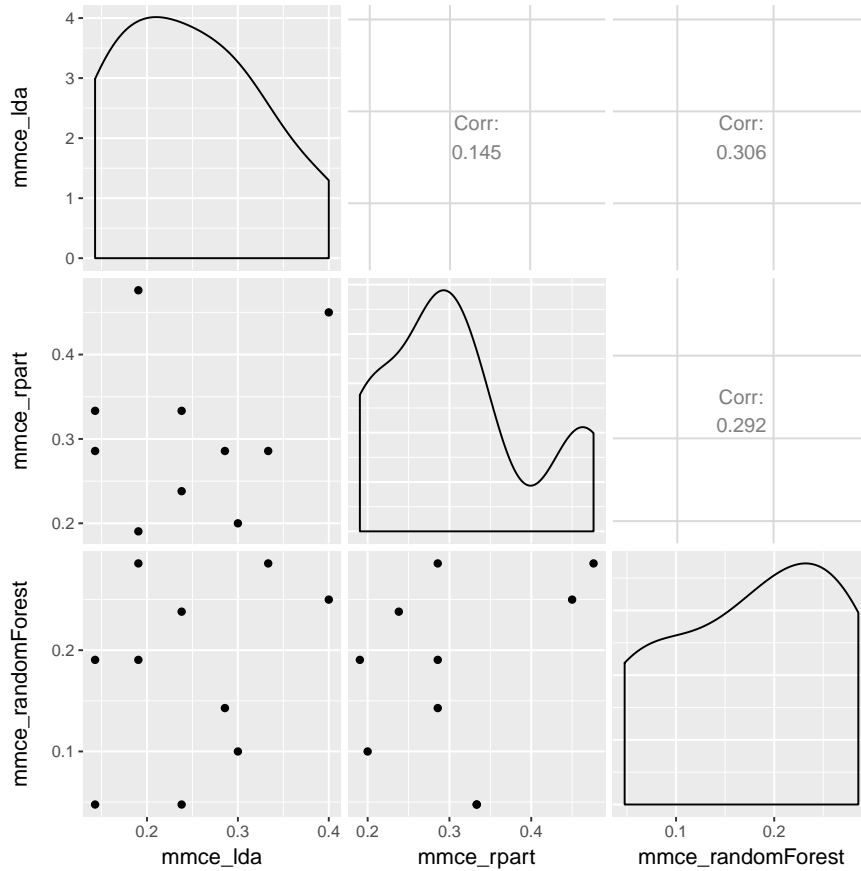 4
3
2
1
0
mmce_lda
Corr:
0.145
Corr:
0.306
0.4
0.3
0.2
mmce_rpart
Corr:
0.292
0.2
0.1
mmce_randomForest
0.2 0.3 0.4
0.2 0.3 0.4
0.1 0.2
mmce_lda
mmce_rpart
mmce_randomForest